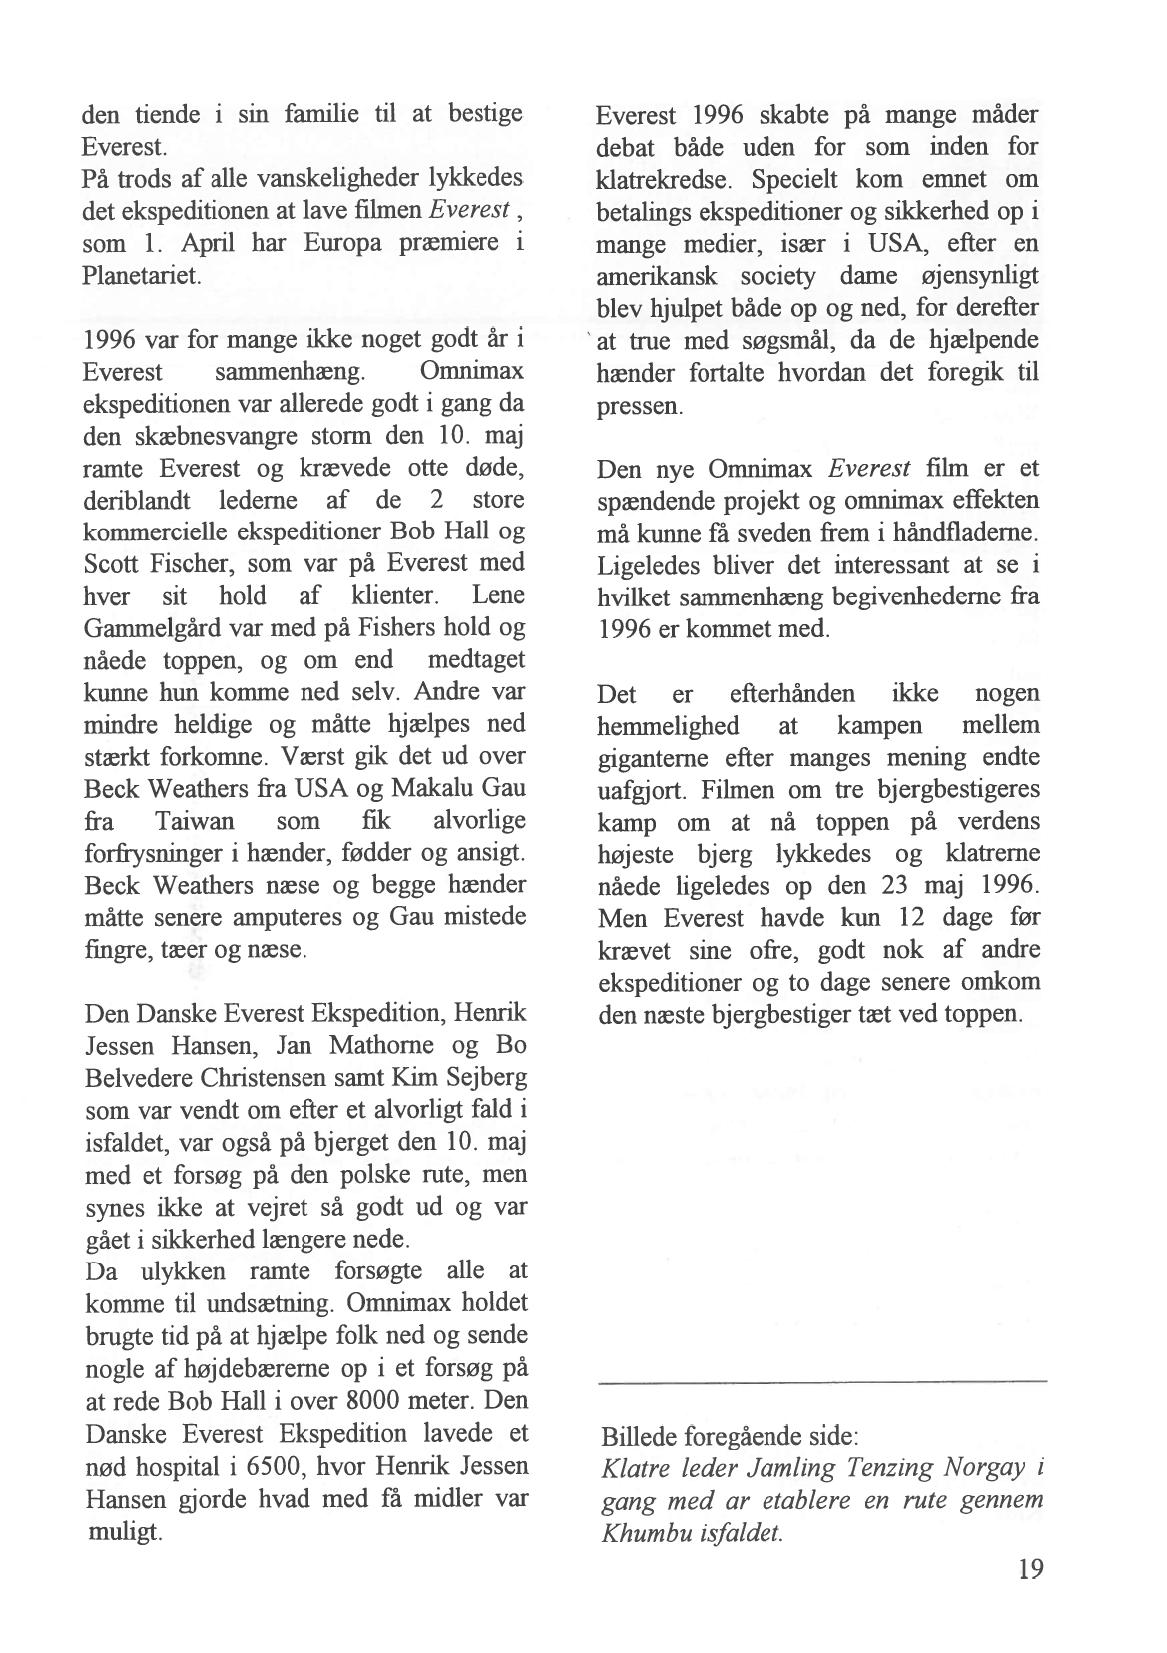 den tiende i sin familie til at bestige
Everest.
På trods af alle vanskeligheder lykkedes
det ekspeditionen at lave filmen Everest ,
som 1. April har Europa præmiere i
Planetariet.
1996 var for mange ikke noget godt år i
Everest sammenhæng. Omnimax
ekspeditionen var allerede godt i gang da
den skæbnesvangre storm den 10. maj
ramte Everest og krævede otte døde,
deriblandt lederne af de 2 store
kommercielle ekspeditioner Bob Hall og
Scott Fischer, som var på Everest med
hver sit hold af klienter. Lene
Gammelgård var med på Fishers hold og
nåede toppen, og om end medtaget
kunne hun komme ned selv. Andre var
mindre heldige og måtte hjælpes ned
stærkt forkomne. Værst gik det ud over
Beck Weathers fra USA og Makalu Gau
fra Taiwan som fik alvorlige
forfrysninger i hænder, fødder og ansigt.
Beck Weathers næse og begge hænder
måtte senere amputeres og Gau mistede
fingre, tæer og næse.
Den Danske Everest Ekspedition, Henrik
Jessen Hansen, Jan Mathorne og Bo
Belvedere Christensen samt Kim Sejberg
som var vendt om efter et alvorligt fald i
isfaldet, var også på bjerget den 10. maj
med et forsøg på den polske rute, men
synes ikke at vejret så godt ud og var
gået i sikkerhed længere nede.
Da ulykken ramte forsøgte alle at
komme til undsætning. Omnimax holdet
brugte tid på at hjælpe folk ned og sende
nogle af højdebærerne op i et forsøg på
at rede Bob Hall i over 8000 meter. Den
Danske Everest Ekspedition lavede et
nød hospital i 6500, hvor Henrik Jessen
Hansen gjorde hvad med få midler var
muligt.
Everest 1996 skabte på mange måder
debat både uden for som inden for
klatrekredse. Specielt kom emnet om
betalings ekspeditioner og sikkerhed op i
mange medier, især i USA, efter en
amerikansk society dame øjensynligt
blev hjulpet både op og ned, for derefter
at true med søgsmål, da de hjælpende
hænder fortalte hvordan det foregik til
pressen.
Den nye Omnimax Everest film er et
spændende projekt og omnimax effekten
må kunne få sveden frem i håndfladerne.
Ligeledes bliver det interessant at se i
hvilket sammenhæng begivenhederne fra
1996 er kommet med.
Det er efterhånden ikke nogen
hemmelighed at kampen mellem
giganterne efter manges mening endte
uafgjort. Filmen om tre bjergbestigeres
kamp om at nå toppen på verdens
højeste bjerg lykkedes og klatrerne
nåede ligeledes op den 23 maj 1996.
Men Everest havde kun 12 dage før
krævet sine ofre, godt nok af andre
ekspeditioner og to dage senere omkom
den næste bjergbestiger tæt ved toppen.
Billede foregående side:
Klatre leder Jamling Tenzing Norgay i
gang med ar etablere en rute gennem
Khumbu isfaldet.
19